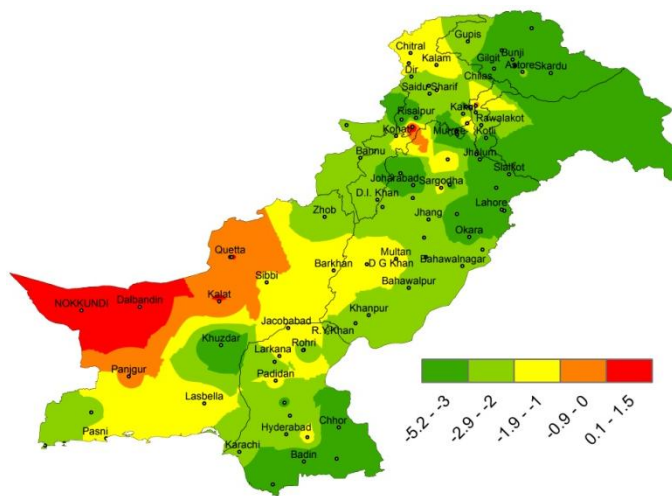 Gupis
Chitral
Kalam
Gilgit
Bunji
Astore
Skardu
Dir
Chilas
Saidu Sharif
Risalpur
Kakul
Rawalakot
Kohat
Murree
Kotli
Bannu
Jhalum
Sialkot
Joharabad
Sargodha
D.I. Khan
Lahore
Zhob
Jhang
Okara
Quetta
Multan
Barkhan
D G Khan
Bahawalnagar
Sibbi
Bahawalpur
NOKKUNDI
Dalbandin
Kalat
Khanpur
Jacobabad
R.Y.Khan
Khuzdar
Rohri
Larkana
Panjgur
Padidan
Lasbella
Chhor
Pasni
Hyderabad
Karachi
Badin
-5.2 - -3
-2.9 - -2
-1.9 - -1
-0.9 - 0
0.1 - 1.5